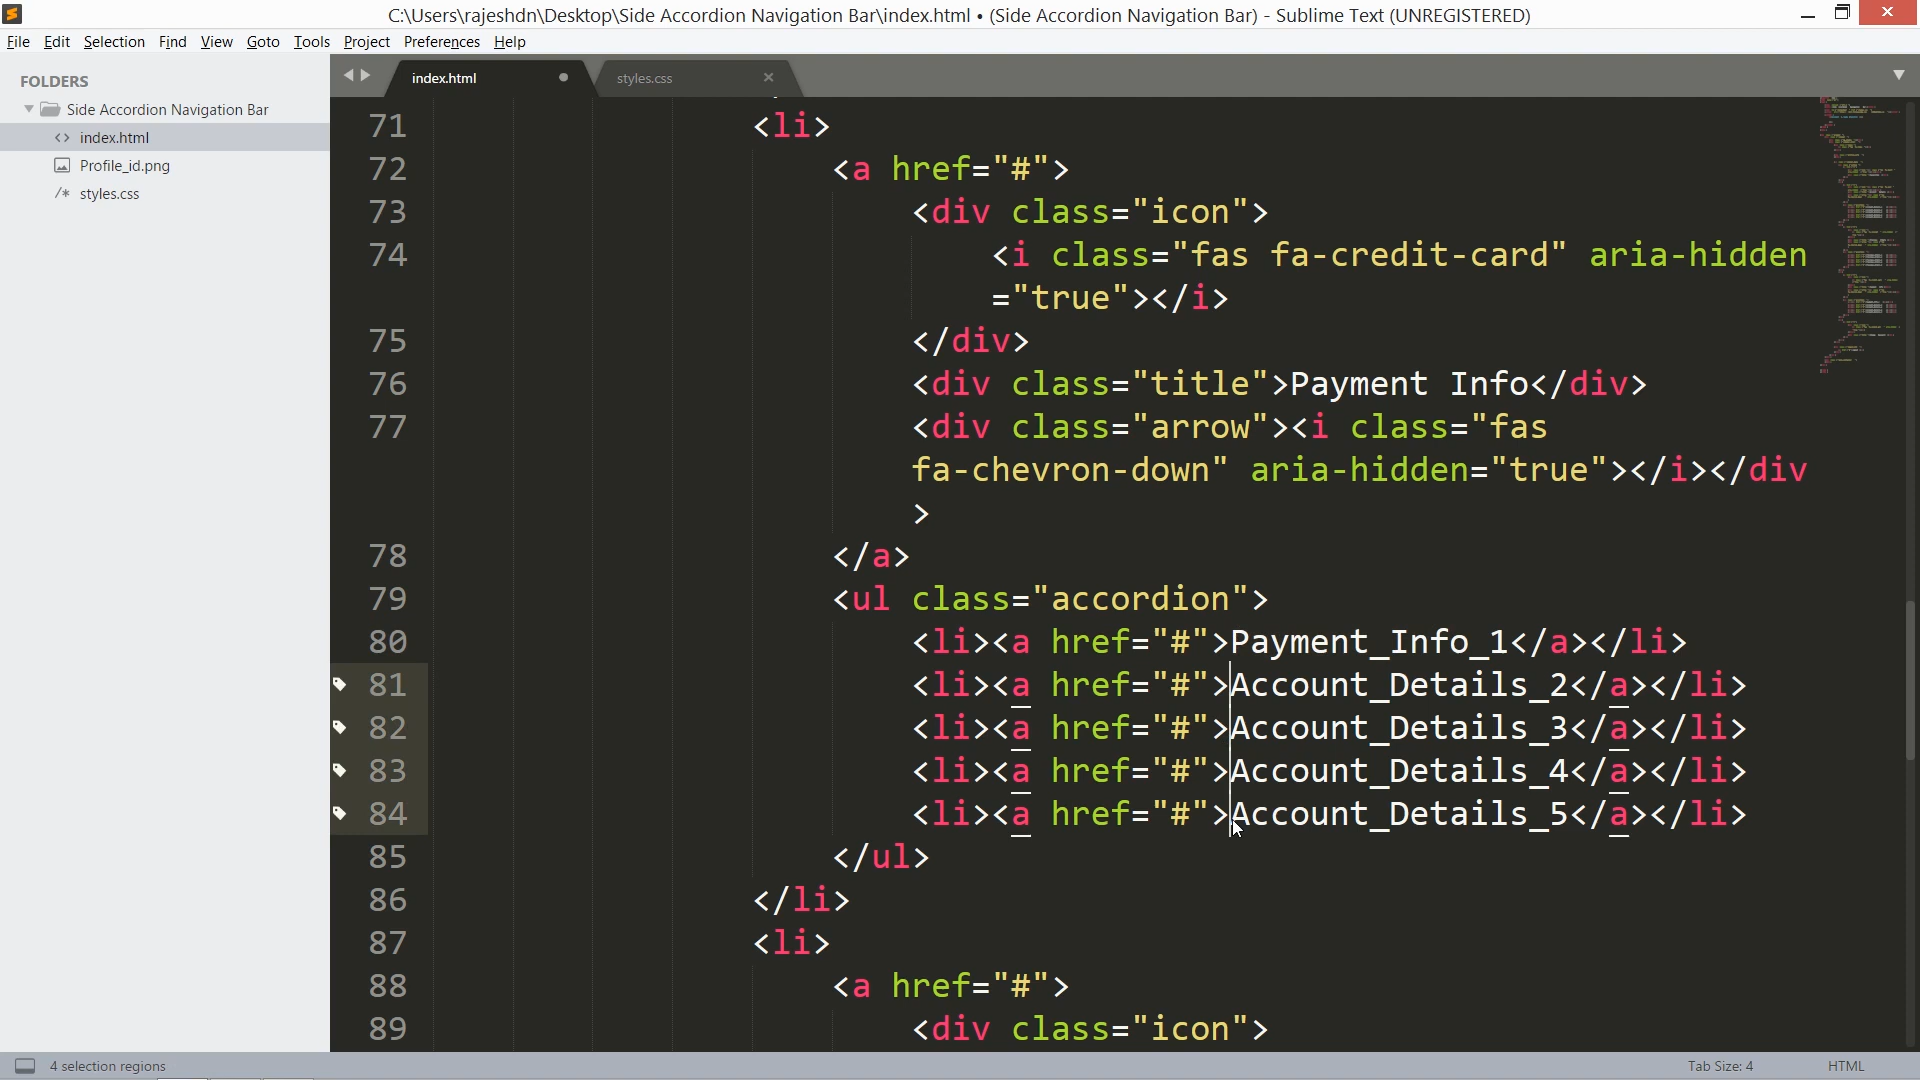 C:\Users\rajeshdn\Desktop\Side Accordion Navigation Bar\index.html • (Side Accordion Navigation Bar) - Sublime Text (UNREGISTERED)
File Edit Selection Find View Goto Tools Project Preferences Help
FOLDERS
Side Accordion Navigation Bar
index.html
Profile_id.png
styles.css
index.html
styles.css
71 <li>
72 <a href="#">
73 <div class="icon">
74 <i class="fas fa-credit-card" aria-hidden
="true"></i>
75 </div>
76 <div class="title">Payment Info</div>
77 <div class="arrow"><i class="fas
fa-chevron-down" aria-hidden="true"></i></div
>
78 </a>
79 <ul class="accordion">
80 <li><a href="#">Payment_Info_1</a></li>
81 <li><a href="#">Account_Details_2</a></li>
82 <li><a href="#">Account_Details_3</a></li>
83 <li><a href="#">Account_Details_4</a></li>
84 <li><a href="#">Account_Details_5</a></li>
85 </ul>
86 </li>
87 <li>
88 <a href="#">
89 <div class="icon">
4 selection regions
Tab Size: 4
HTML